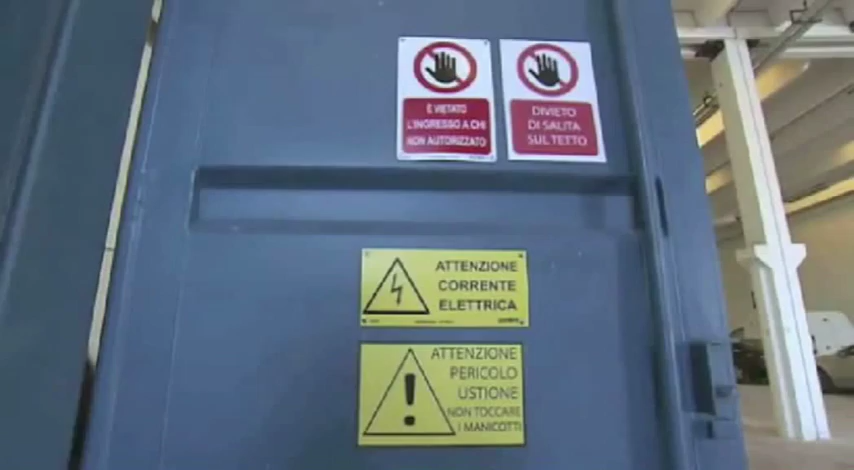 È VIETATO
L'INGRESSO A CHI
NON AUTORIZZATO
DIVIETO
DI SALITA
SUL TETTO
ATTENZIONE
CORRENTE
ELETTRICA
ATTENZIONE
PERICOLO
USTIONE
NON TOCCARE
I MANICOTTI